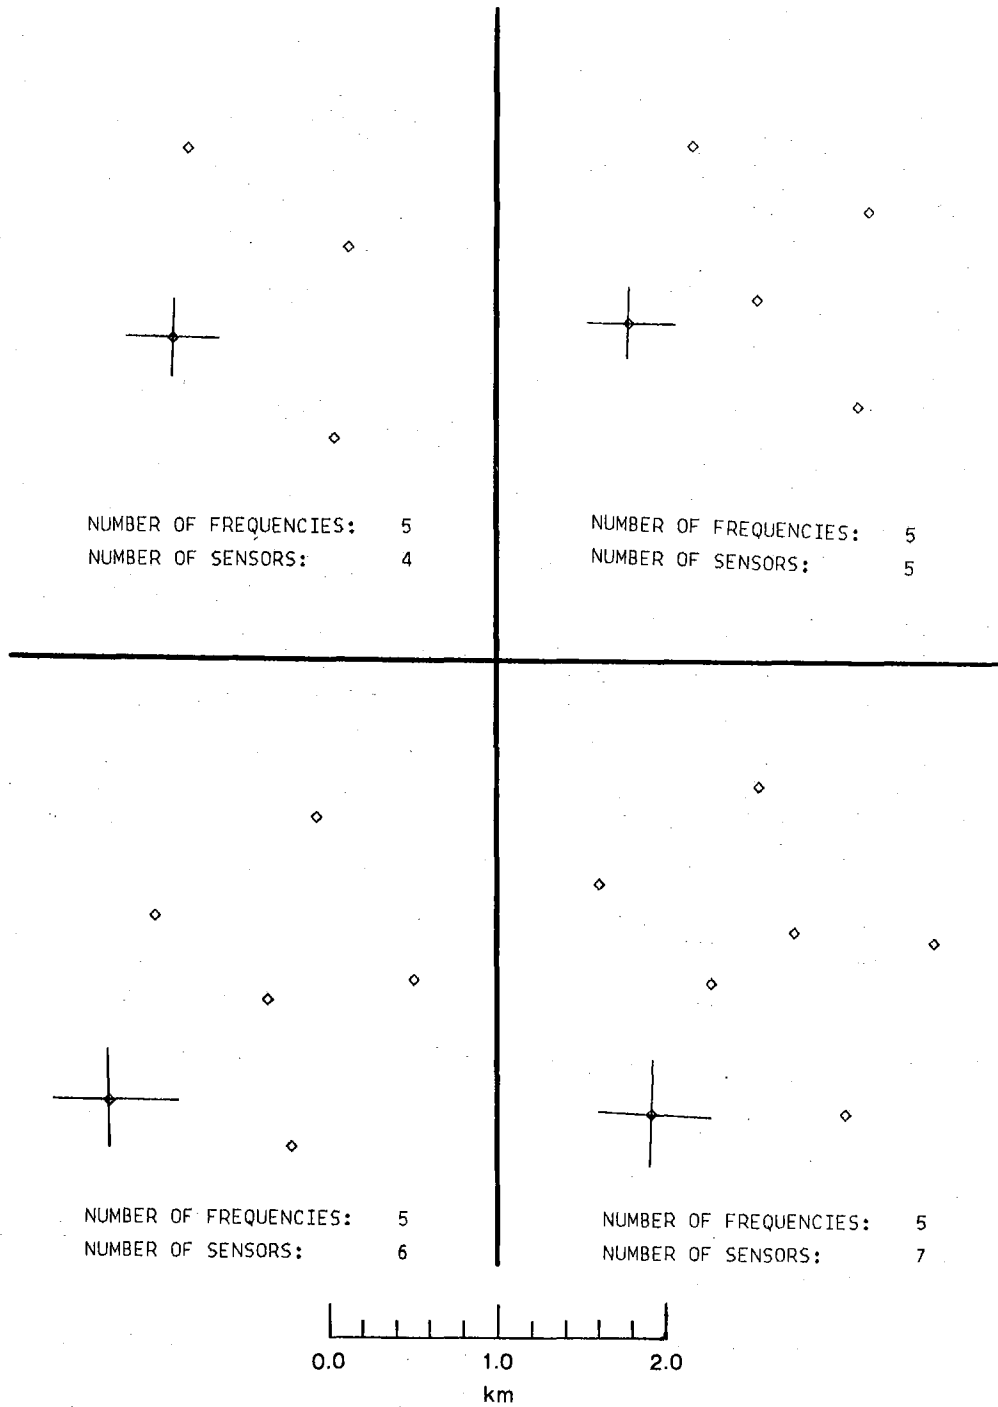 NUMBER OF FREQUENCIES: 5
NUMBER OF SENSORS: 4
NUMBER OF FREQUENCIES: 5
NUMBER OF SENSORS: 5
NUMBER OF FREQUENCIES: 5
NUMBER OF SENSORS: 6
NUMBER OF FREQUENCIES: 5
NUMBER OF SENSORS: 7
0.0 1.0 2.0
km